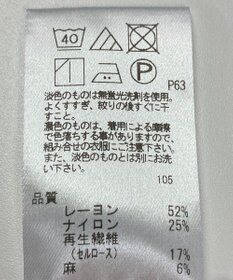 40
P
P63
淡色のものは無蛍光洗剤を使用。
よくすすぎ、絞りの後すぐに干
すこと。
濃色のものは、着用による摩擦
で色落ちする事がありますので、
組み合せの衣服にご注意下さい。
また、淡色のものとは別にお洗
い下さい。
105
品質
レーヨン 52%
ナイロン 25%
再生繊維
(セルロース) 17%
麻 6%